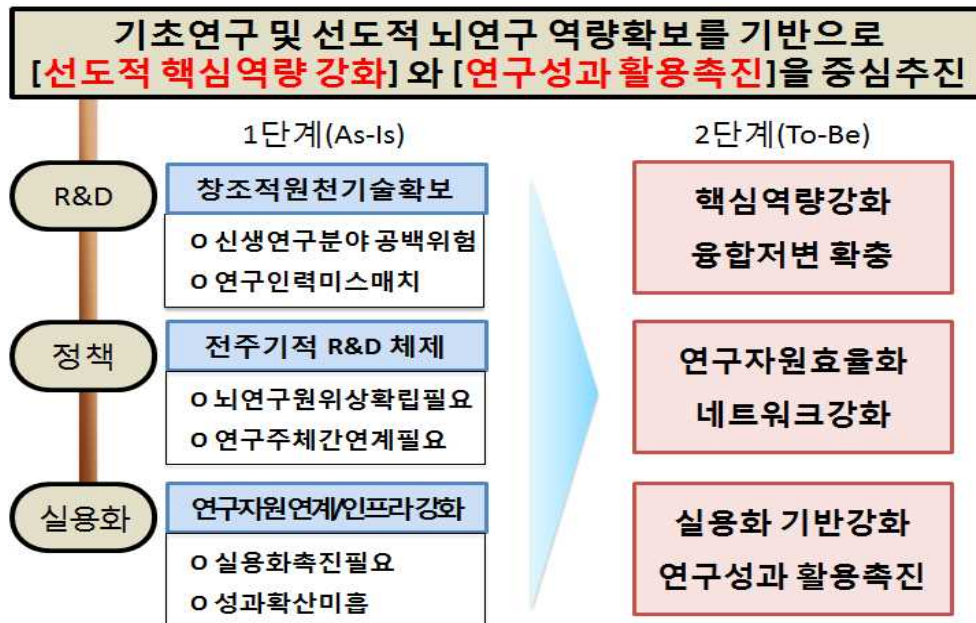 기초연구 및 선도적 뇌연구 역량확보를 기반으로
[선도적 핵심역량 강화] 와 [연구성과 활용촉진]을 중심추진
1단계(As-Is)
2단계(To-Be)
R&D
창조적원천기술확보
o 신생연구분야 공백위험
o 연구인력미스매치
핵심역량강화
융합저변 확충
정책
전주기적 R&D 체제
o 뇌연구원위상확립필요
o 연구주체간연계필요
연구자원효율화
네트워크강화
실용화
연구자원 연계/인프라 강화
o 실용화촉진필요
o 성과확산미흡
실용화 기반강화
연구성과 활용촉진